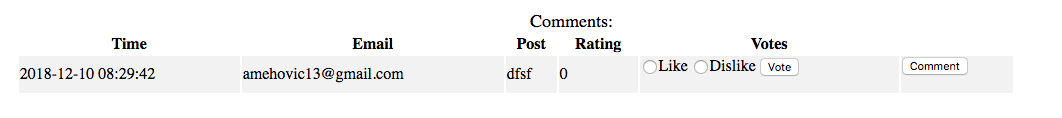 Comments:
Time Email Post Rating Votes
2018-12-10 08:29:42 amehovic13@gmail.com dfsf 0 Like Dislike Vote Comment